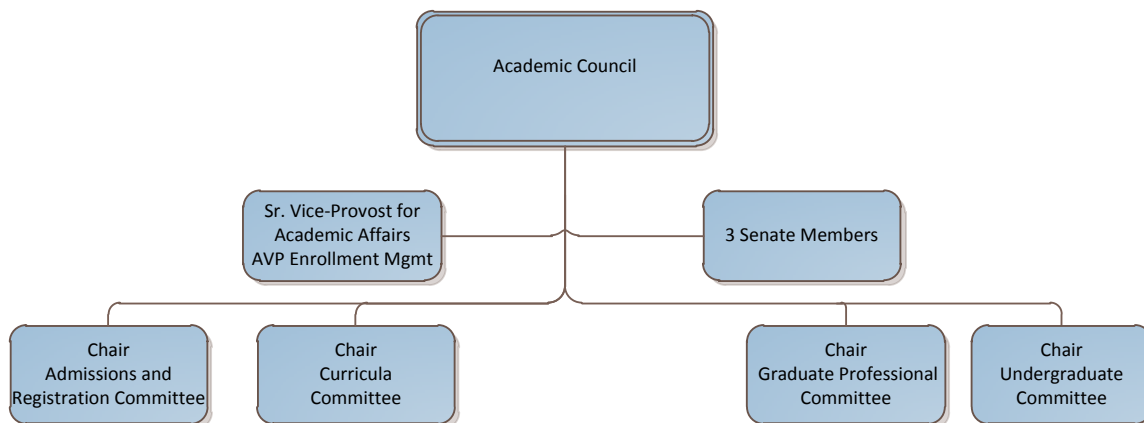 Academic Council
Sr. Vice-Provost for
Academic Affairs
AVP Enrollment Mgmt
3 Senate Members
Chair
Admissions and
Registration Committee
Chair
Curricula
Committee
Chair
Graduate Professional
Committee
Chair
Undergraduate
Committee